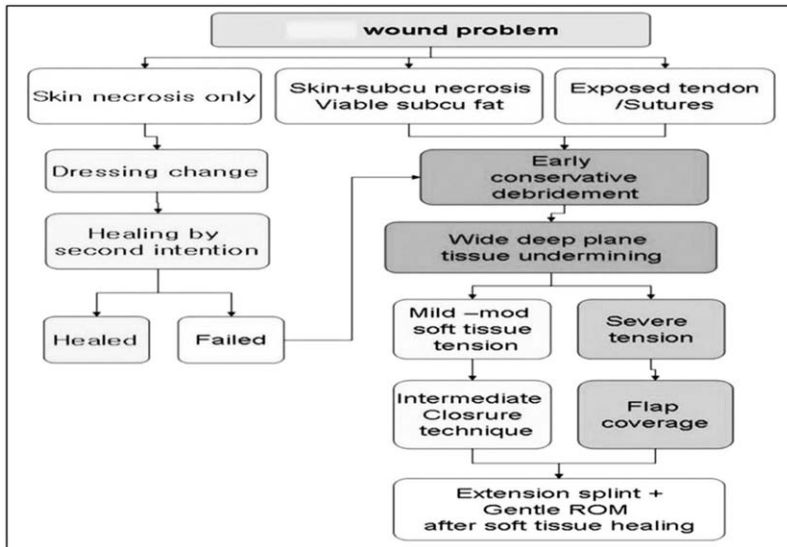 wound problem
Skin necrosis only
Skin+subcu necrosis
Viable subcu fat
Exposed tendon
/Sutures
Dressing change
Early
conservative
debridement
Healing by
second intention
Wide deep plane
tissue undermining
Healed
Failed
Mild –mod
soft tissue
tension
Severe
tension
Intermediate
Closrure
technique
Flap
coverage
Extension splint +
Gentle ROM
after soft tissue healing